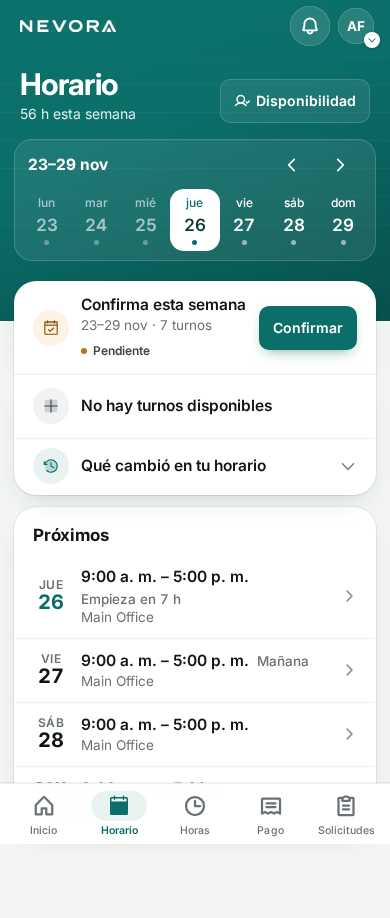 NEVORA
AF
Horario
56 h esta semana
Disponibilidad
23–29 nov
lun mar mié jue vie sáb dom
23 24 25 26 27 28 29
Confirma esta semana
23–29 nov · 7 turnos
Pendiente
Confirmar
No hay turnos disponibles
Qué cambió en tu horario
Próximos
JUE
26
9:00 a. m. – 5:00 p. m.
Empieza en 7 h
Main Office
VIE
27
9:00 a. m. – 5:00 p. m. Mañana
Main Office
SÁB
28
9:00 a. m. – 5:00 p. m.
Main Office
Inicio Horario Horas Pago Solicitudes